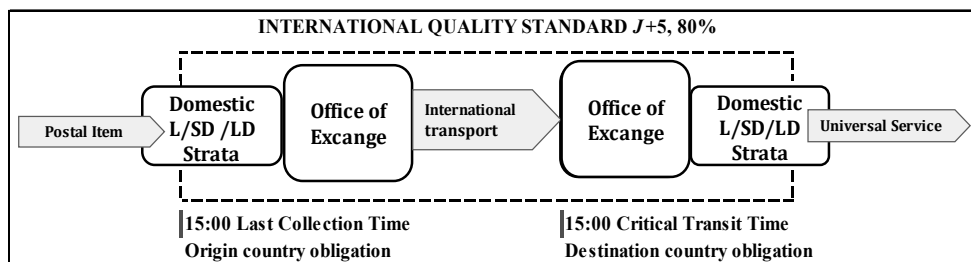 INTERNATIONAL QUALITY STANDARD J+5, 80%
Postal Item
Domestic
L/SD /LD
Strata
Office of
Excange
International
transport
Office of
Excange
Domestic
L/SD/LD
Strata
Universal Service
15:00 Last Collection Time
Origin country obligation
15:00 Critical Transit Time
Destination country obligation